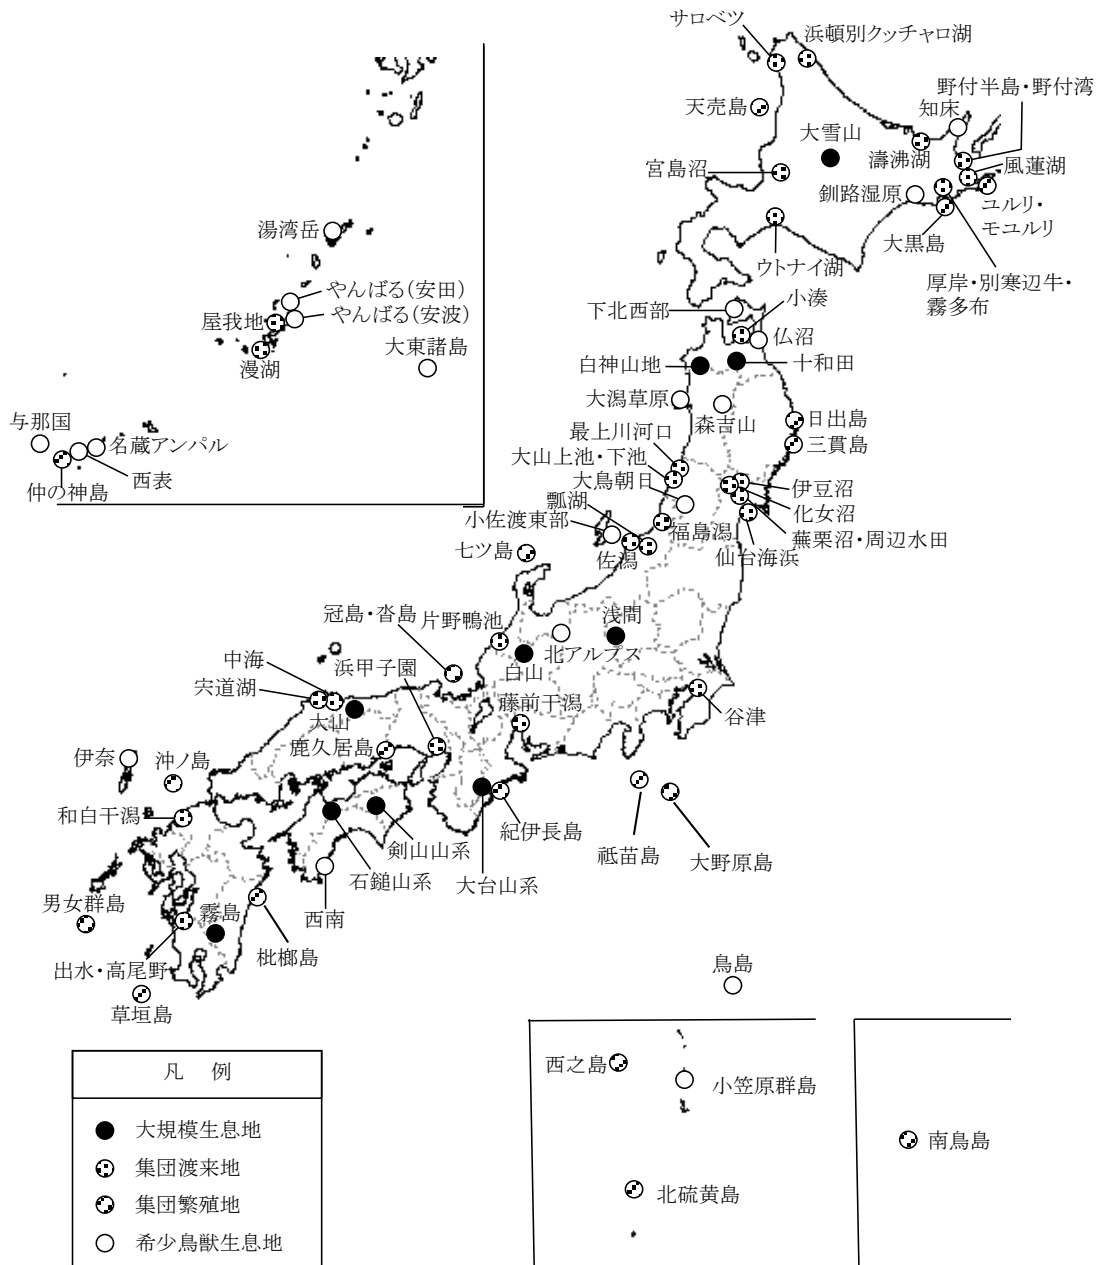 サロベツ
浜頓別クッチャロ湖
野付半島・野付湾
天売島
知床
大雪山
濤沸湖
宮島沼
風蓮湖
釧路湿原
ユルリ・
モユルリ
大黒島
ウトナイ湖
厚岸・別寒辺牛・
霧多布
湯湾岳
やんばる(安田)
やんばる(安波)
屋我地
漫湖
大東諸島
与那国
名蔵アンパル
西表
仲の神島
下北西部
小湊
仏沼
白神山地
十和田
大潟草原
森吉山
日出島
三貫島
最上川河口
大山上池・下池
大鳥朝日
伊豆沼
化女沼
蕪栗沼・周辺水田
瓢湖
福島潟
仙台海浜
小佐渡東部
佐潟
七ツ島
冠島・沓島
片野鴨池
浅間
北アルプス
白山
中海
浜甲子園
宍道湖
大山
藤前干潟
谷津
鹿久居島
伊奈
沖ノ島
和白干潟
紀伊長島
祗苗島
大野原島
剣山山系
石鎚山系
大台山系
西南
男女群島
霧島
枇榔島
出水・高尾野
草垣島
鳥島
西之島
小笠原群島
南鳥島
北硫黄島
凡 例
大規模生息地
集団渡来地
集団繁殖地
希少鳥獣生息地